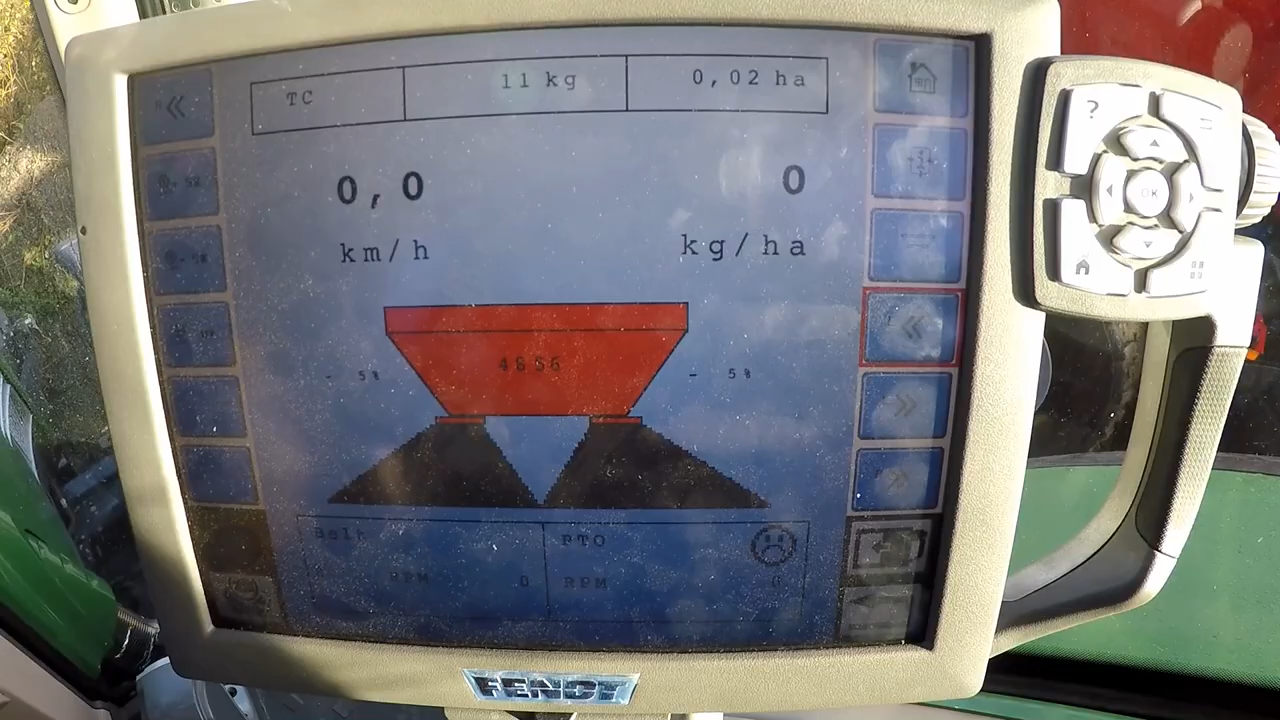 TC 11 kg 0,02 ha
0,0 0
km/h kg/ha
4856
- 5% - 5%
Belt PTO
RPM 0 RPM 0
FENDT
?
OK